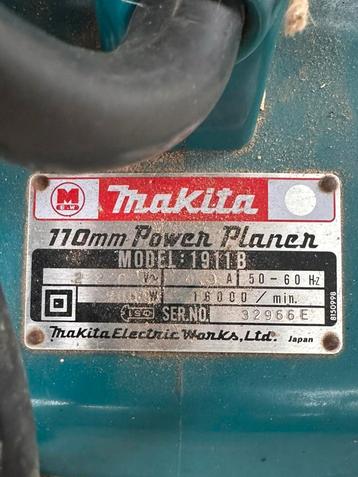 M
E.W
makita
110mm Power Planer
MODEL:1911B
V~ A 50-60 Hz
W 16000/min.
SER.NO. 32966E
Makita Electric Works, Ltd. Japan
8150998